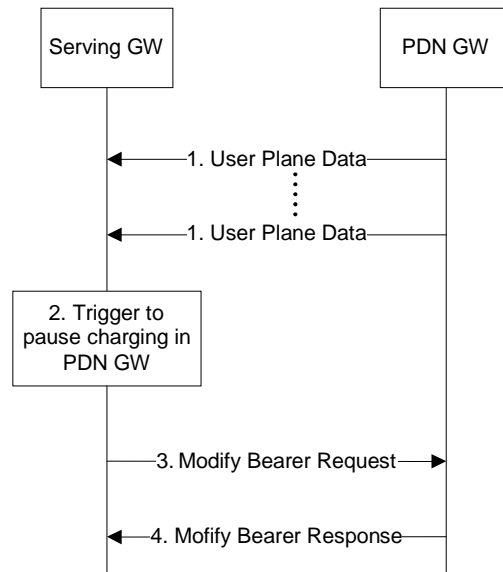 Serving GW
PDN GW
1. User Plane Data
1. User Plane Data
2. Trigger to
pause charging in
PDN GW
3. Modify Bearer Request
4. Mofify Bearer Response